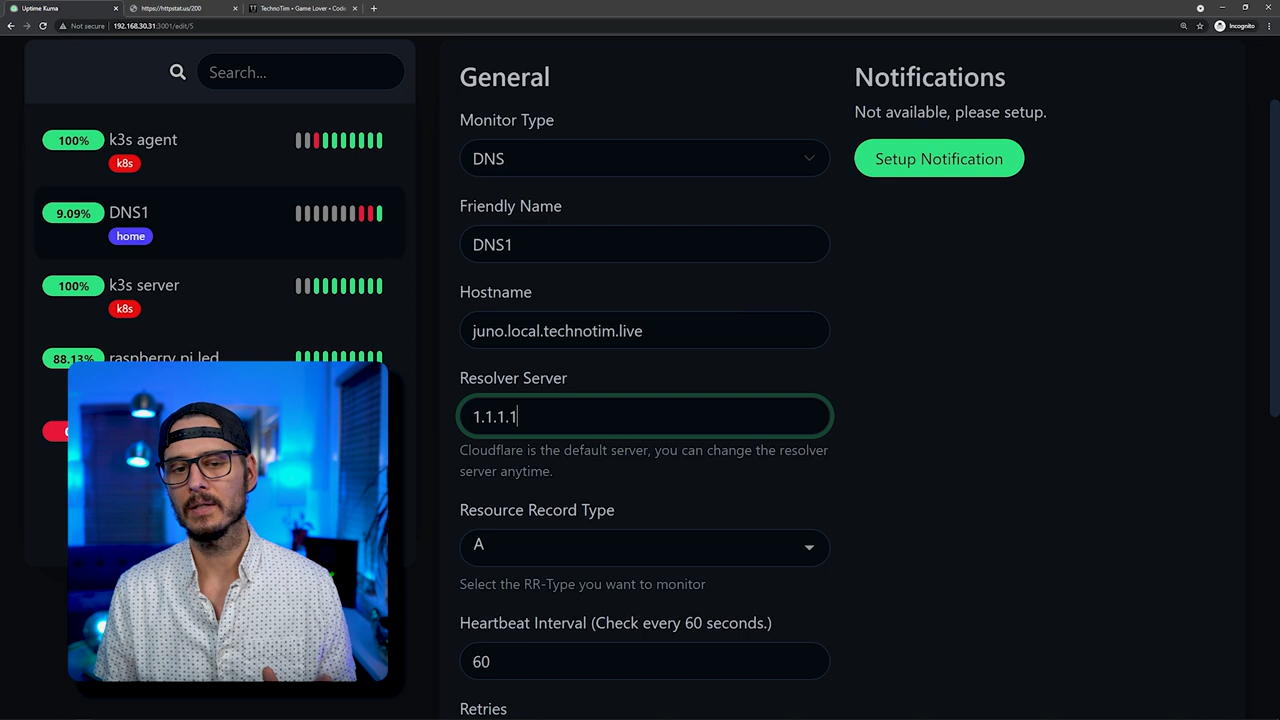 Uptime Kuma
https://httpstat.us/200
TechnoTim • Game Lover • Code
Not secure
192.168.30.31:3001/edit/5
Incognito
Search...
100%
k3s agent
k8s
9.09%
DNS1
home
100%
k3s server
k8s
88.13%
raspberry pi led
General
Monitor Type
DNS
Friendly Name
DNS1
Hostname
juno.local.technotim.live
Resolver Server
1.1.1.1
Cloudflare is the default server, you can change the resolver
server anytime.
Resource Record Type
A
Select the RR-Type you want to monitor
Heartbeat Interval (Check every 60 seconds.)
60
Retries
Notifications
Not available, please setup.
Setup Notification